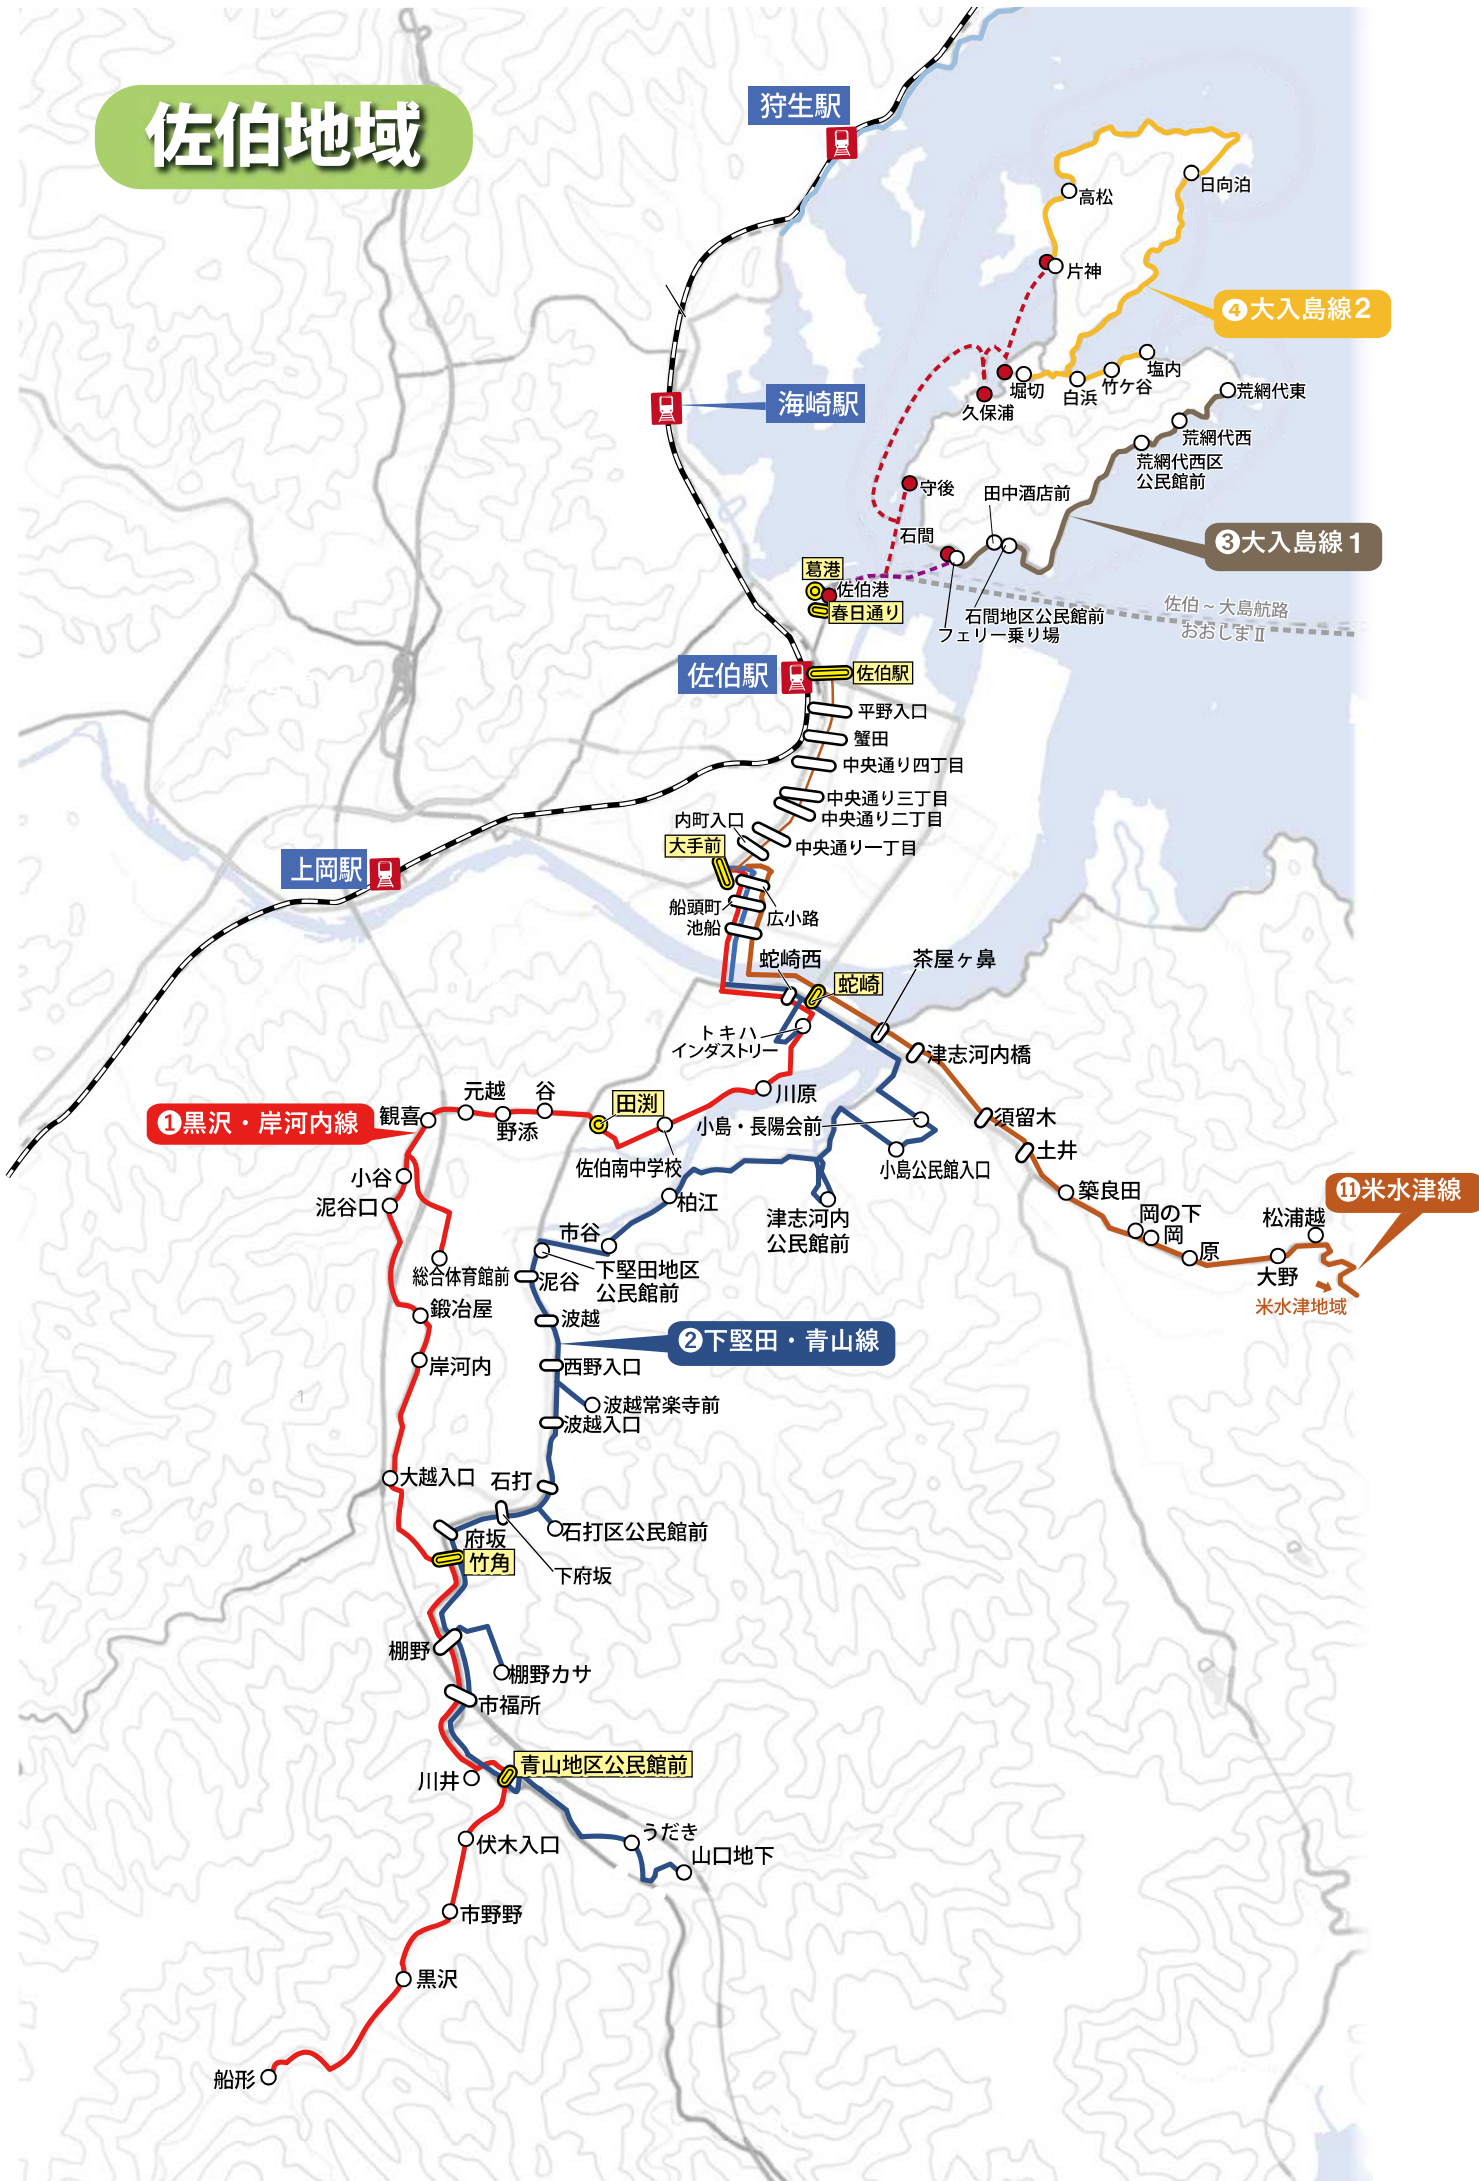 佐伯地域
狩生駅
日向泊
高松
片神
❹大入島線2
塩内
竹ケ谷
堀切
白浜
海崎駅
久保浦
荒網代東
荒網代西
荒網代西区
公民館前
守後
田中酒店前
石間
❸大入島線1
葛港
佐伯港
春日通り
石間地区公民館前
フェリー乗り場
佐伯~大島航路
おおしまⅡ
佐伯駅
佐伯駅
平野入口
蟹田
中央通り四丁目
中央通り三丁目
中央通り二丁目
内町入口
中央通り一丁目
大手前
上岡駅
船頭町
広小路
池船
蛇崎西
茶屋ヶ鼻
蛇崎
トキハ
インダストリー
津志河内橋
川原
元越
谷
田渕
❶黒沢・岸河内線
観喜
野添
小島・長陽会前
須留木
佐伯南中学校
小島公民館入口
土井
小谷
泥谷口
柏江
津志河内
公民館前
築良田
⓫米水津線
岡の下
岡
松浦越
原
大野
米水津地域
市谷
下堅田地区
公民館前
総合体育館前
泥谷
鍛冶屋
波越
❷下堅田・青山線
岸河内
西野入口
1
波越常楽寺前
波越入口
大越入口
石打
石打区公民館前
府坂
竹角
下府坂
棚野
棚野カサ
市福所
青山地区公民館前
川井
うだき
伏木入口
山口地下
市野野
黒沢
船形